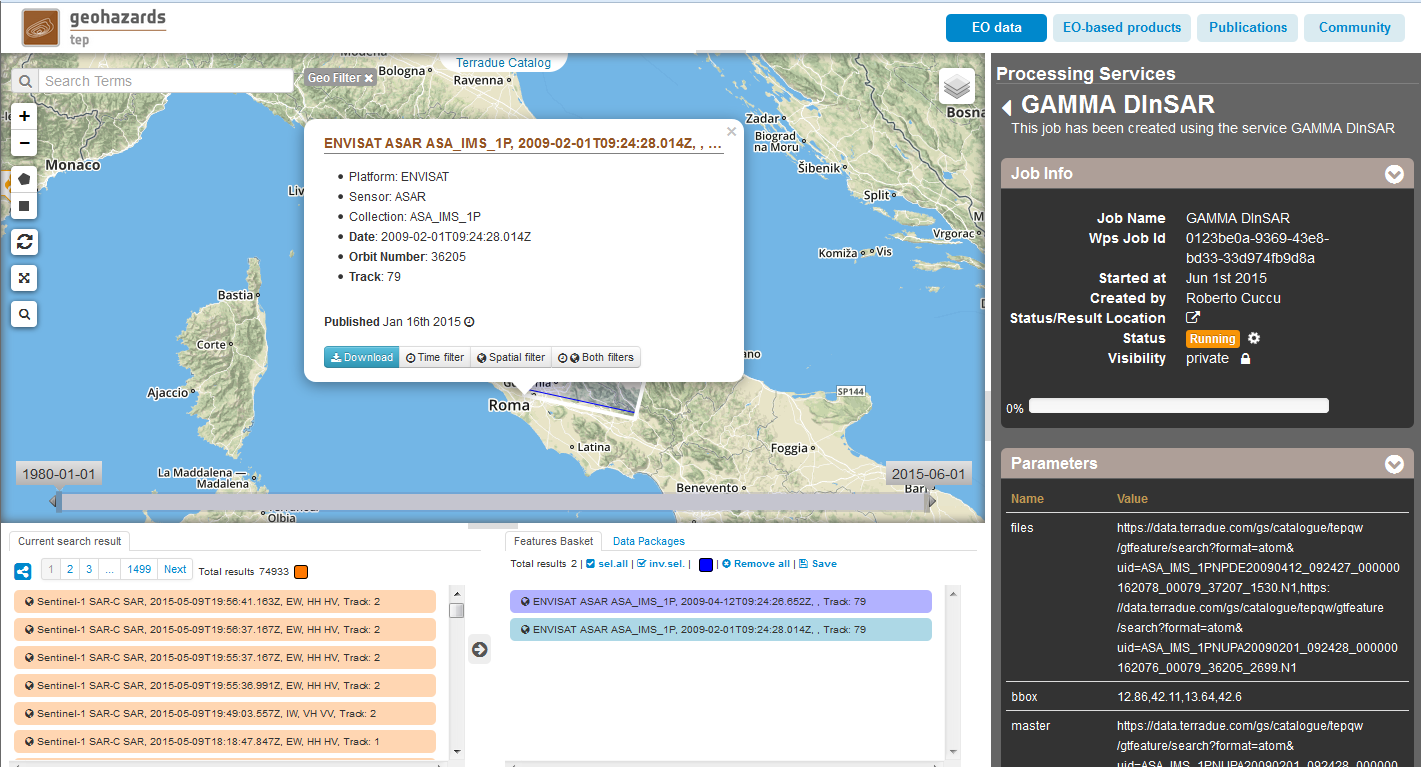 geohazards
tep
EO data
EO-based products
Publications
Community
Terradue Catalog
Search Terms
Geo Filter ×
Bologna
Ravenna
Monaco
Zadar
Biograd
na Moru
Šibenik
Split
Vrgorac
Komiža
Vis
Bosn
Liv
Bastia
Corte
Ajaccio
La Maddalena —
Maddalena
Olbia
Roma
Latina
Foggia
Benevento
Bari
SP144
ano
ENVISAT ASAR ASA_IMS_1P, 2009-02-01T09:24:28.014Z, , ...
×
Platform: ENVISAT
Sensor: ASAR
Collection: ASA_IMS_1P
Date: 2009-02-01T09:24:28.014Z
Orbit Number: 36205
Track: 79
Published Jan 16th 2015
Download
Time filter
Spatial filter
Both filters
1980-01-01
2015-06-01
Current search result
1 2 3 ... 1499 Next Total results 74933
Sentinel-1 SAR-C SAR, 2015-05-09T19:56:41.163Z, EW, HH HV, Track: 2
Sentinel-1 SAR-C SAR, 2015-05-09T19:56:37.167Z, EW, HH HV, Track: 2
Sentinel-1 SAR-C SAR, 2015-05-09T19:55:37.167Z, EW, HH HV, Track: 2
Sentinel-1 SAR-C SAR, 2015-05-09T19:55:36.991Z, EW, HH HV, Track: 2
Sentinel-1 SAR-C SAR, 2015-05-09T19:49:03.557Z, IW, VH VV, Track: 2
Sentinel-1 SAR-C SAR, 2015-05-09T18:18:47.847Z, EW, HH HV, Track: 1
Features Basket
Data Packages
Total results 2 | sel.all | inv.sel. | | Remove all | Save
ENVISAT ASAR ASA_IMS_1P, 2009-04-12T09:24:26.652Z, , Track: 79
ENVISAT ASAR ASA_IMS_1P, 2009-02-01T09:24:28.014Z, , Track: 79
Processing Services
GAMMA DInSAR
This job has been created using the service GAMMA DInSAR
Job Info
Job Name GAMMA DInSAR
Wps Job Id 0123be0a-9369-43e8-
bd33-33d974fb9d8a
Started at Jun 1st 2015
Created by Roberto Cuccu
Status/Result Location
Status Running
Visibility private
0%
Parameters
Name Value
files https://data.terradue.com/gs/catalogue/tepqw
/gtfeature/search?format=atom&
uid=ASA_IMS_1PNPDE20090412_092427_000000
162078_00079_37207_1530.N1,https:
//data.terradue.com/gs/catalogue/tepqw/gtfeature
/search?format=atom&
uid=ASA_IMS_1PNUPA20090201_092428_000000
162076_00079_36205_2699.N1
bbox 12.86,42.11,13.64,42.6
master https://data.terradue.com/gs/catalogue/tepqw
/gtfeature/search?format=atom&
uid=ASA_IMS_1PNUPA20090201_092428_000000